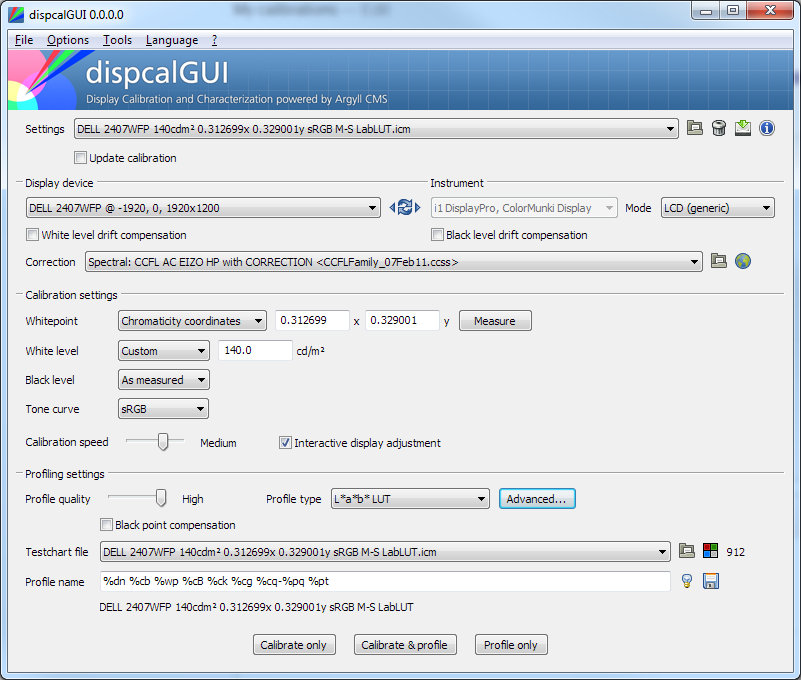 dispcalGUI 0.0.0.0
File Options Tools Language ?
dispcalGUI
Display Calibration and Characterization powered by Argyll CMS
Settings DELL 2407WFP 140cdm² 0.312699x 0.329001y sRGB M-S LabLUT.icm
Update calibration
Display device Instrument
DELL 2407WFP @ -1920, 0, 1920x1200 i1 DisplayPro, ColorMunki Display Mode LCD (generic)
White level drift compensation Black level drift compensation
Correction Spectral: CCFL AC EIZO HP with CORRECTION <CCFLFamily_07Feb11.ccss>
Calibration settings
Whitepoint Chromaticity coordinates 0.312699 x 0.329001 y Measure
White level Custom 140.0 cd/m²
Black level As measured
Tone curve sRGB
Calibration speed Medium Interactive display adjustment
Profiling settings
Profile quality High Profile type L*a*b* LUT Advanced...
Black point compensation
Testchart file DELL 2407WFP 140cdm² 0.312699x 0.329001y sRGB M-S LabLUT.icm 912
Profile name %dn %cb %wp %cB %ck %cg %cq-%pq %pt
DELL 2407WFP 140cdm² 0.312699x 0.329001y sRGB M-S LabLUT
Calibrate only Calibrate & profile Profile only